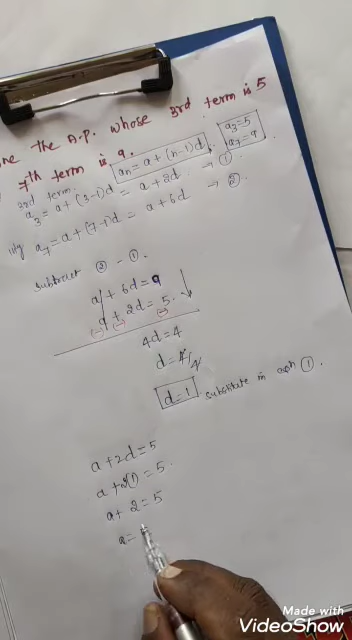 ne the A.P. whose 3rd term is 5
7th term is 9.
an = a + (n-1)d.
a3 = 5
a7 = 9
3rd term.
a3 = a + (3-1)d = a + 2d → ①
llly a7 = a + (7-1)d = a + 6d → ②
Subtract ② - ①.
a + 6d = 9
a + 2d = 5.
(-) (-) (-)
4d = 4
d = 4/4
d = 1 substitute in eqn ①.
a + 2d = 5
a + 2(1) = 5.
a + 2 = 5
a =
Made with
VideoShow